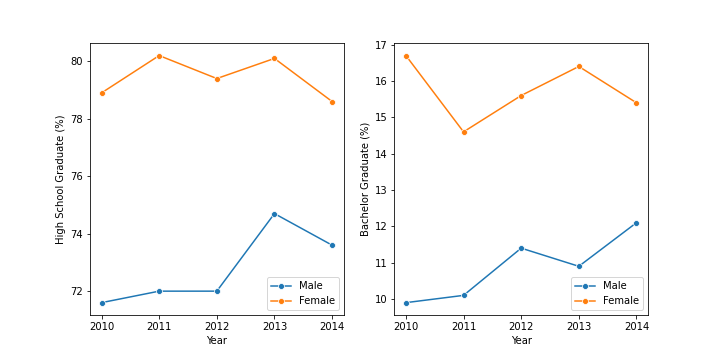 High School Graduate (%)
80
78
76
74
72
2010 2011 2012 2013 2014
Year
Male
Female
Bachelor Graduate (%)
17
16
15
14
13
12
11
10
2010 2011 2012 2013 2014
Year
Male
Female